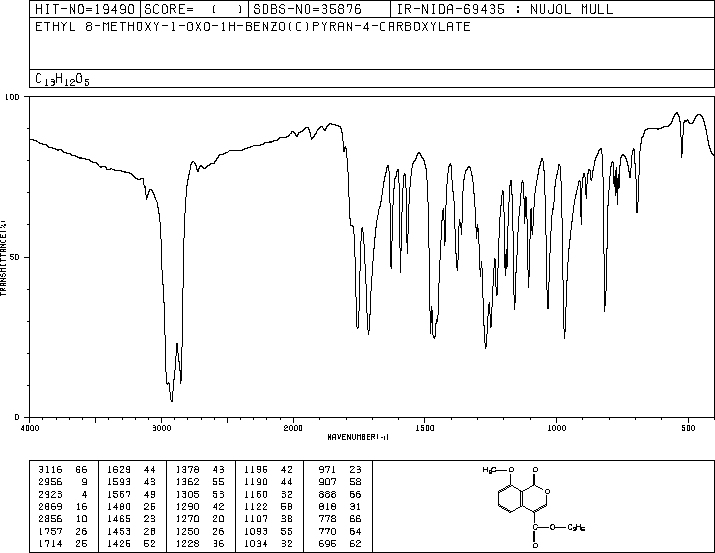 HIT-NO=19490 SCORE= ( ) SDBS-NO=35876 IR-NIDA-69435 : NUJOL MULL
ETHYL 8-METHOXY-1-OXO-1H-BENZO(C)PYRAN-4-CARBOXYLATE
C13H12O5
100
50
0
TRANSMITTANCE(%)
4000 3000 2000 1500 1000 500
WAVENUMBER(-1)
3116 66 1629 44 1378 43 1196 42 971 23
2956 9 1593 43 1362 55 1190 44 907 58
2923 4 1567 49 1305 53 1160 32 888 66
2869 16 1480 25 1290 42 1122 58 818 31
2856 10 1465 23 1270 20 1107 38 778 66
1757 26 1453 28 1250 26 1093 55 770 64
1714 25 1426 52 1228 36 1034 32 695 62
H3C O O
O
C O C2H5
O